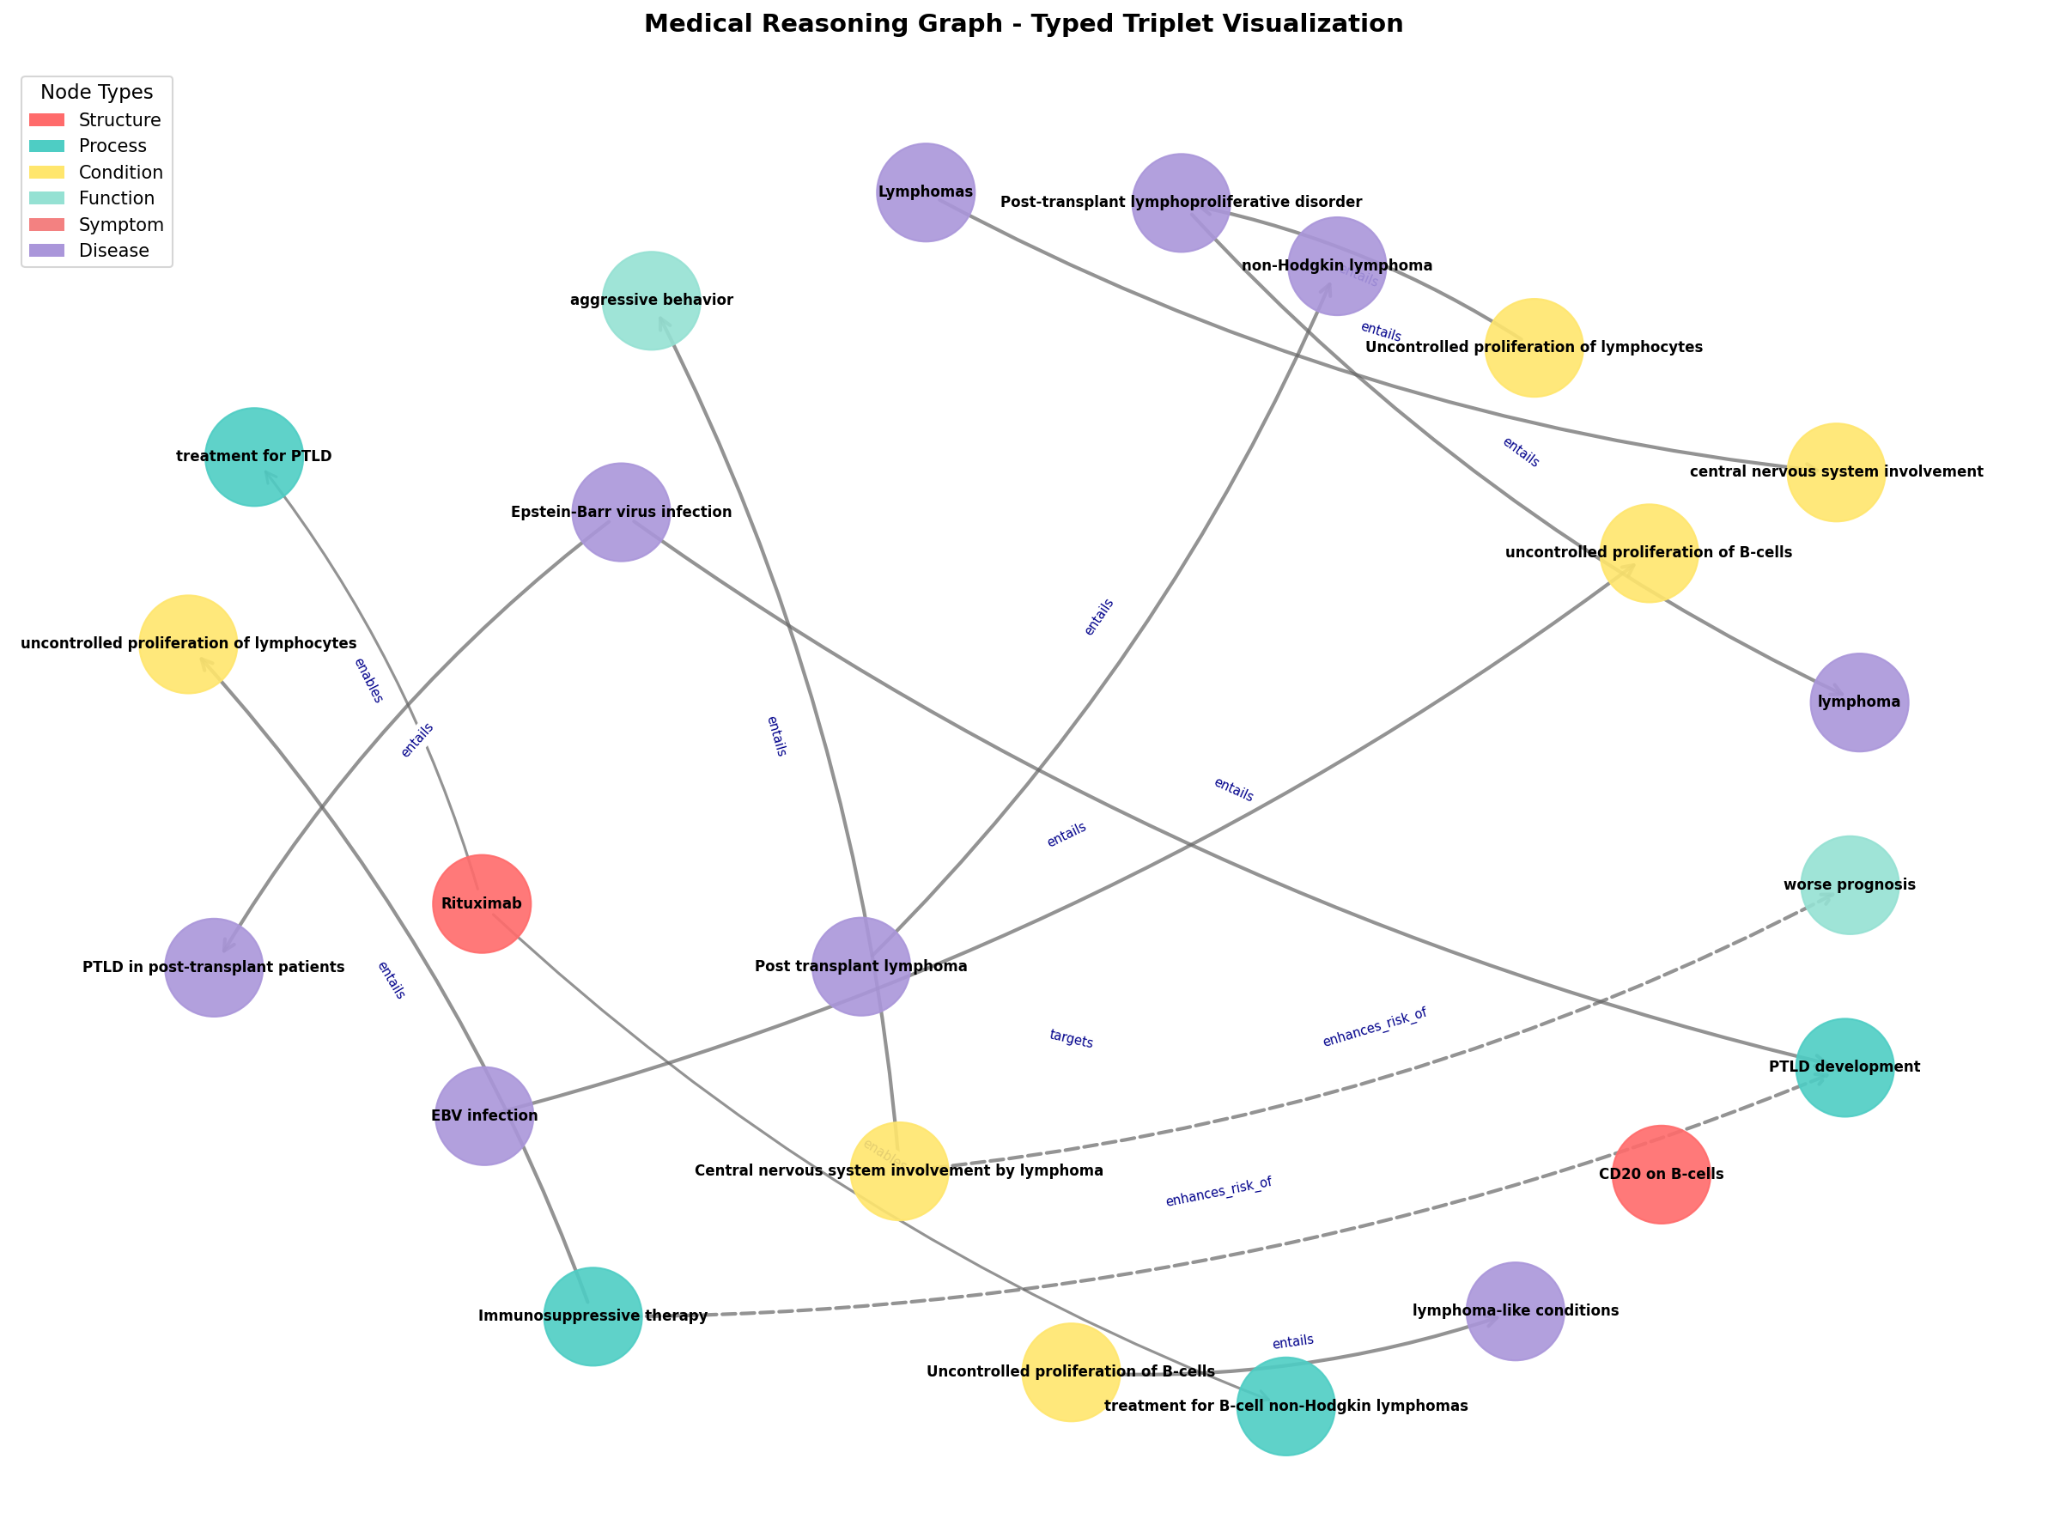 Medical Reasoning Graph - Typed Triplet Visualization
Node Types
Structure
Process
Condition
Function
Symptom
Disease
Lymphomas
Post-transplant lymphoproliferative disorder
non-Hodgkin lymphoma
entails
aggressive behavior
entails
Uncontrolled proliferation of lymphocytes
treatment for PTLD
entails
central nervous system involvement
Epstein-Barr virus infection
uncontrolled proliferation of B-cells
entails
uncontrolled proliferation of lymphocytes
enables
lymphoma
entails
entails
entails
entails
worse prognosis
Rituximab
Post transplant lymphoma
PTLD in post-transplant patients
entails
enhances_risk_of
targets
PTLD development
EBV infection
Central nervous system involvement by lymphoma
CD20 on B-cells
enhances_risk_of
Immunosuppressive therapy
lymphoma-like conditions
entails
Uncontrolled proliferation of B-cells
treatment for B-cell non-Hodgkin lymphomas